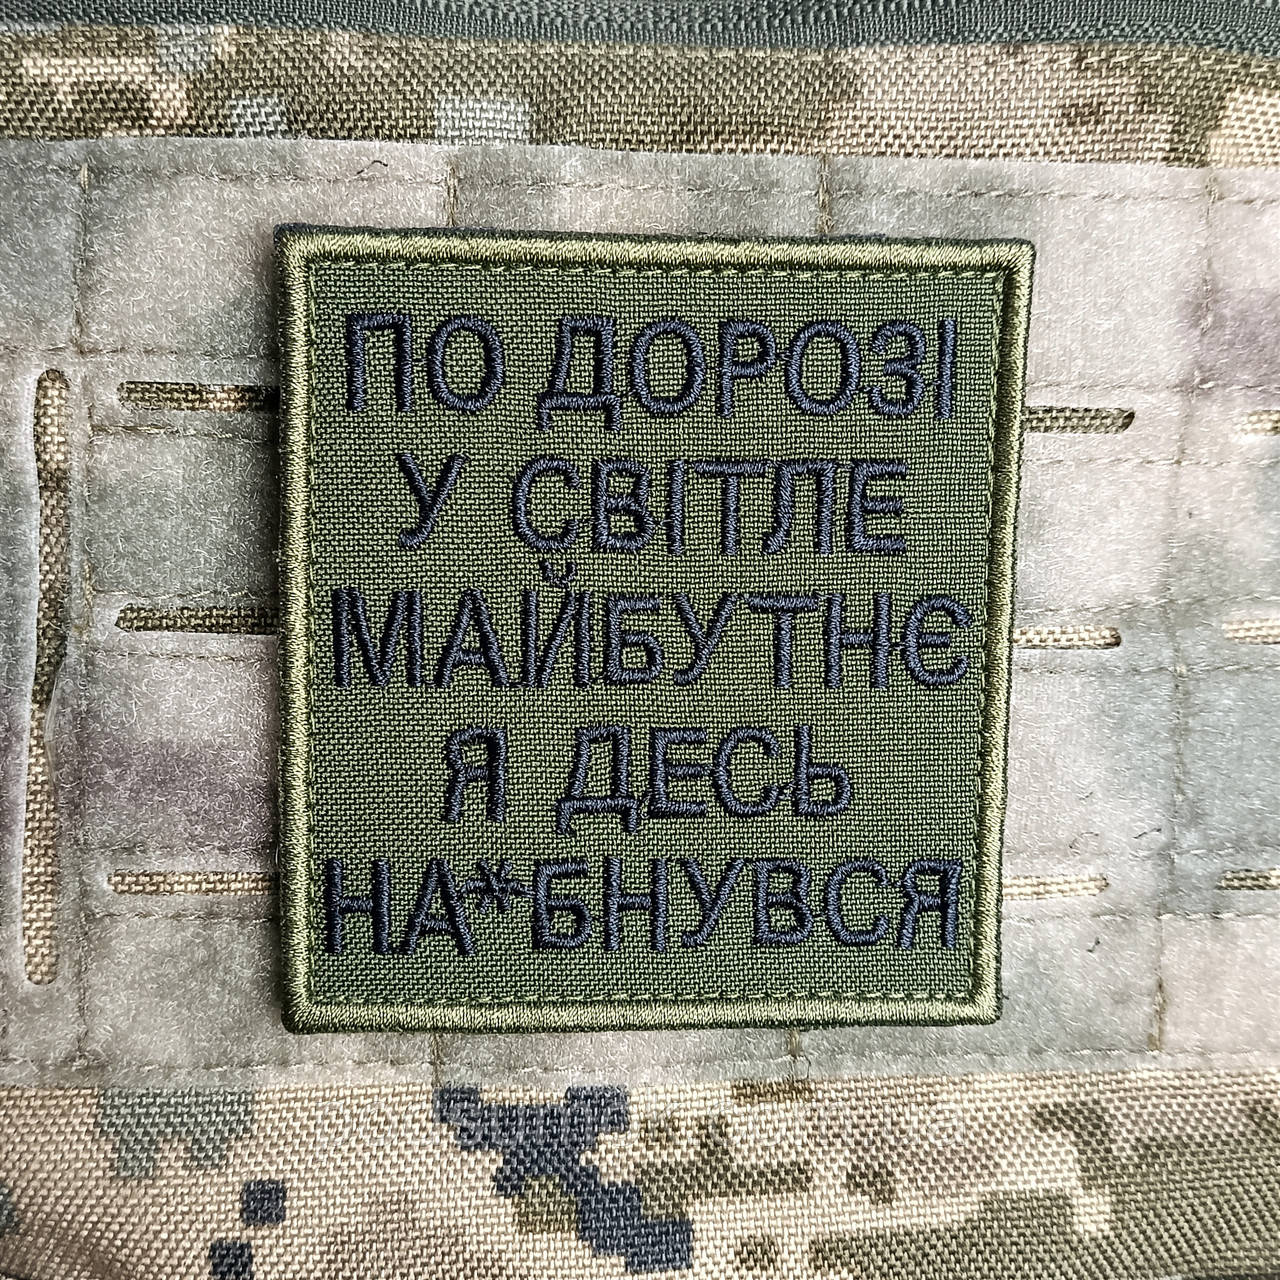 ПО ДОРОЗІ
У СВІТЛЕ
МАЙБУТНЄ
Я ДЕСЬ
НА*БНУВСЯ